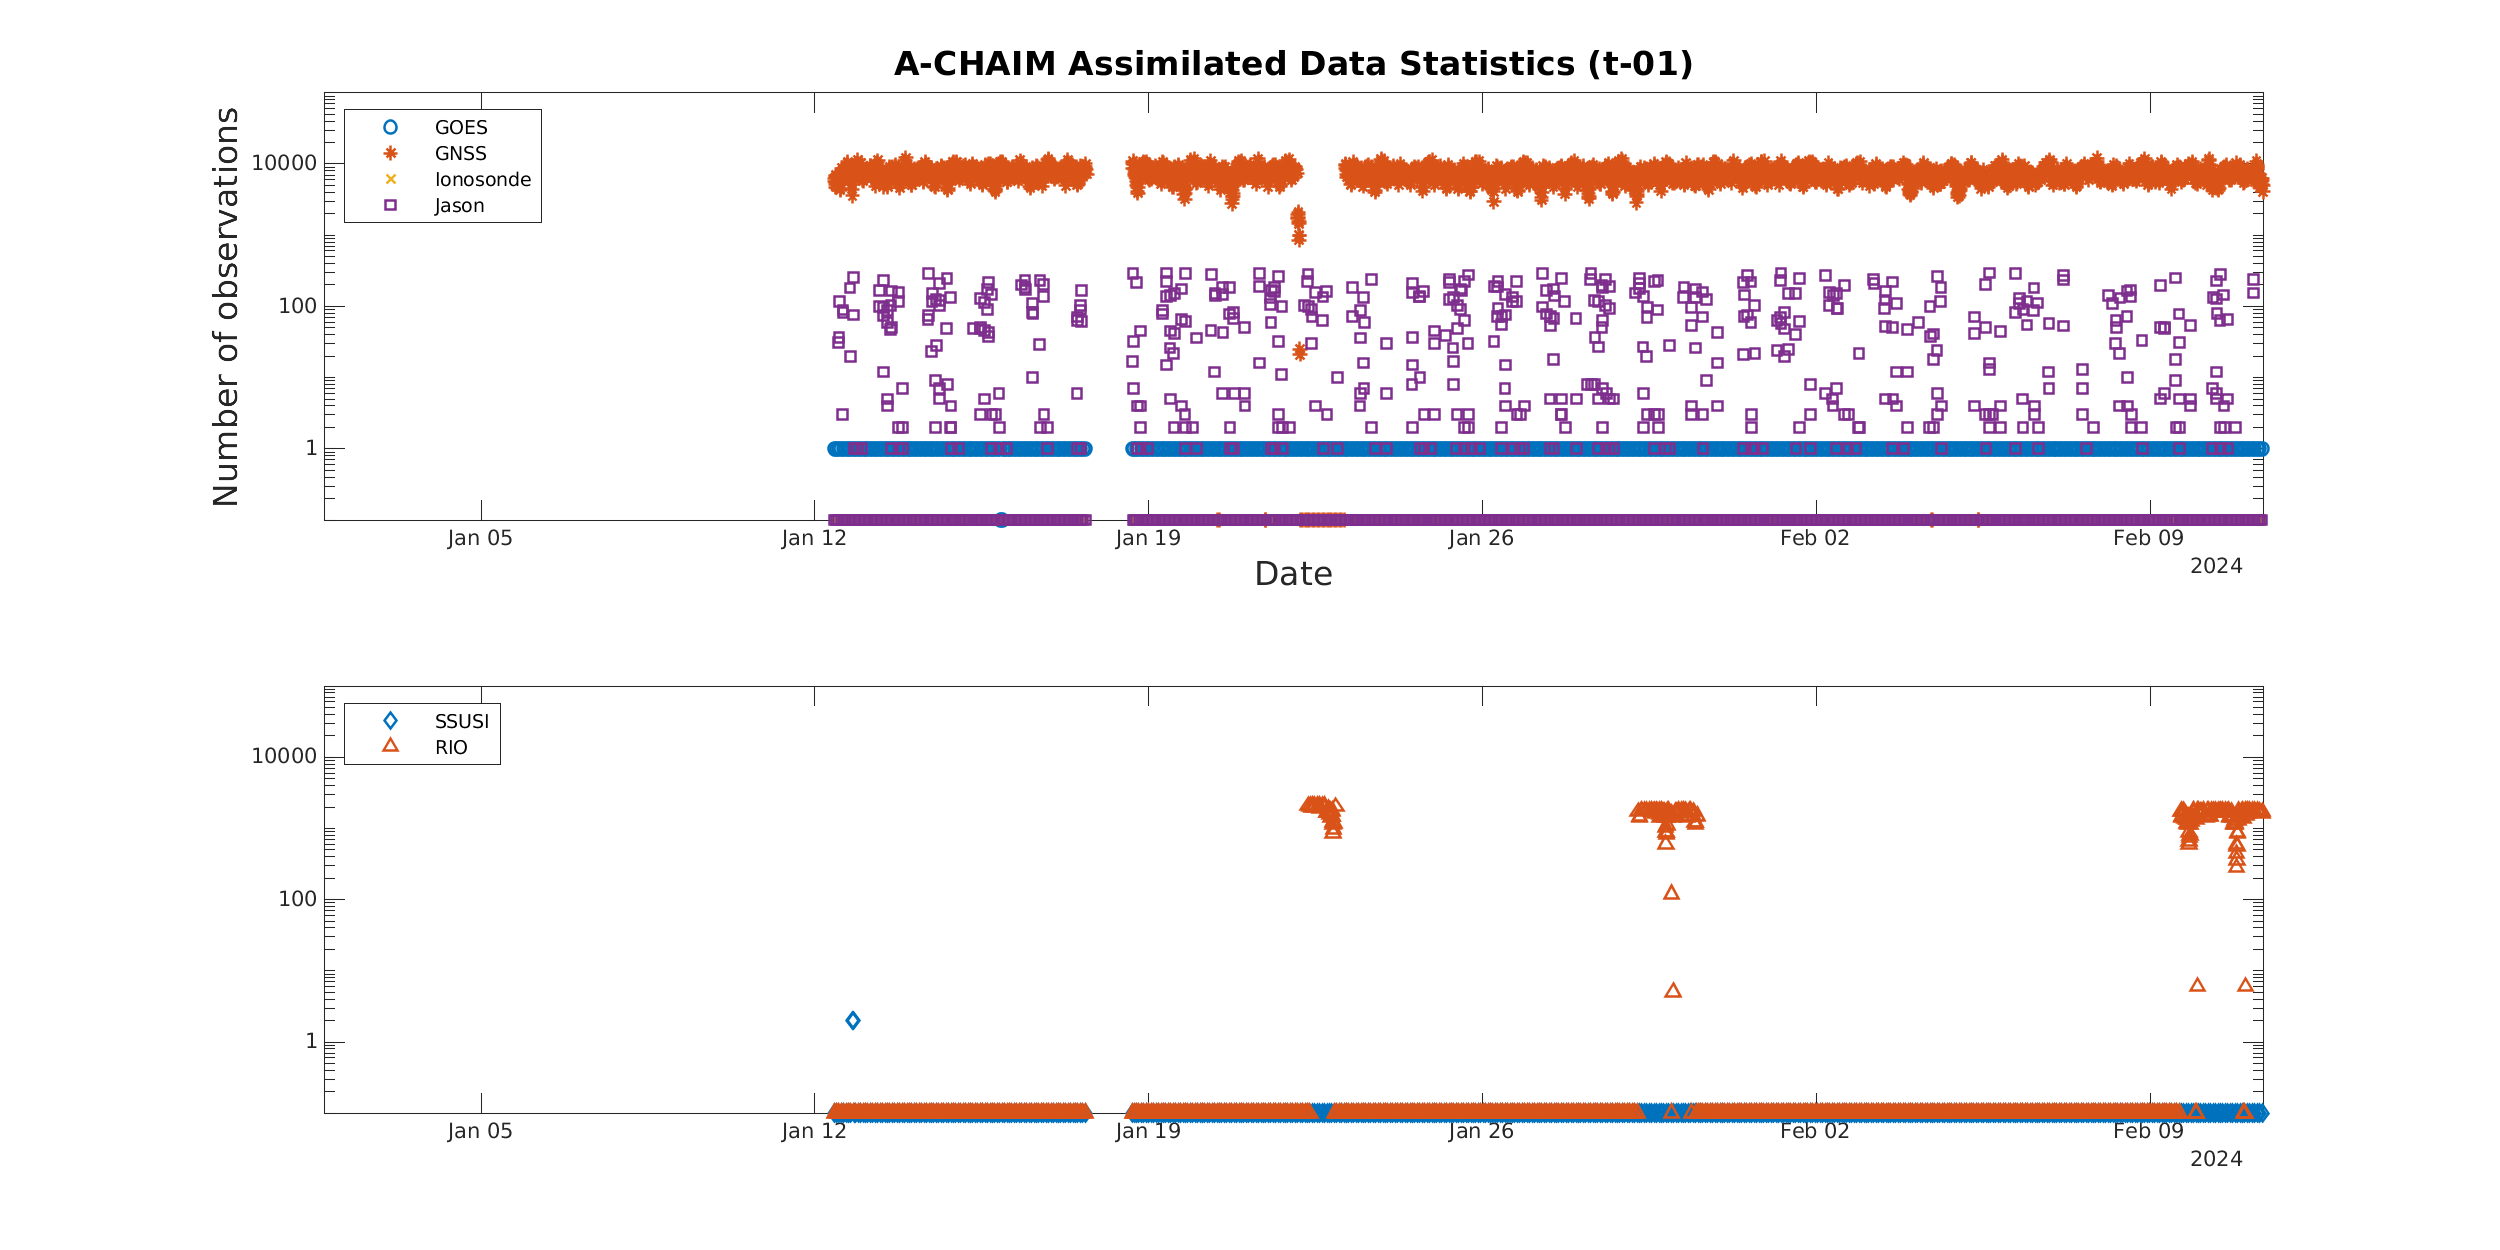 A-CHAIM Assimilated Data Statistics (t-01)
Number of observations
10000
100
1
GOES
GNSS
Ionosonde
Jason
Jan 05
Jan 12
Jan 19
Jan 26
Feb 02
Feb 09
2024
Date
10000
100
1
SSUSI
RIO
Jan 05
Jan 12
Jan 19
Jan 26
Feb 02
Feb 09
2024